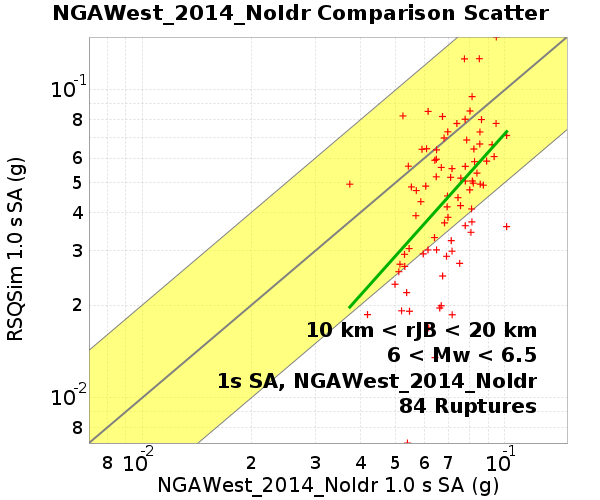 NGAWest_2014_NoIdr Comparison Scatter
RSQSim 1.0 s SA (g)
10-1
8
6
5
4
3
2
10-2
8
10 km < rJB < 20 km
6 < Mw < 6.5
1s SA, NGAWest_2014_NoIdr
84 Ruptures
8 10-2 2 3 4 5 6 7 8 10-1
NGAWest_2014_NoIdr 1.0 s SA (g)